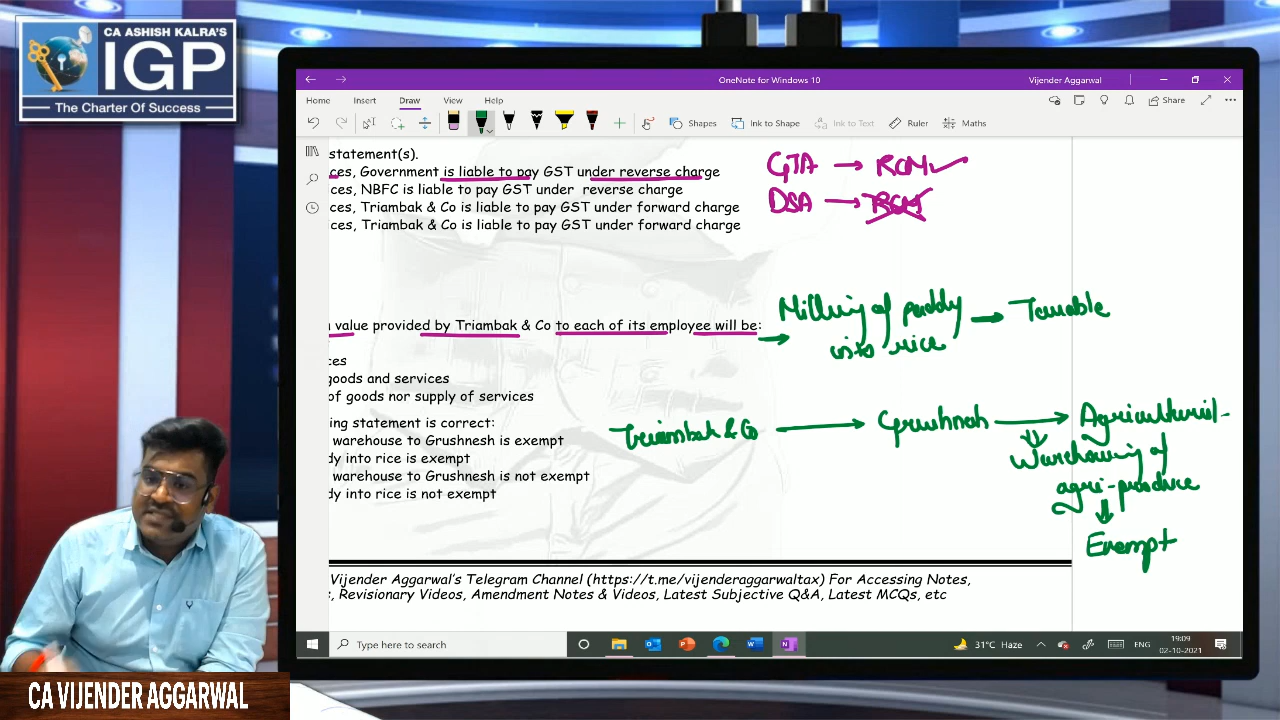 CA ASHISH KALRA'S
IGP
The Charter Of Success
OneNote for Windows 10
Vijender Aggarwal
Home Insert Draw View Help
Share
Shapes Ink to Shape Ink to Text Ruler Maths
statement(s).
ces, Government is liable to pay GST under reverse charge
ces, NBFC is liable to pay GST under reverse charge
ces, Triambak & Co is liable to pay GST under forward charge
ces, Triambak & Co is liable to pay GST under forward charge
GTA → RCM ✓
DSA → RCM
value provided by Triambak & Co to each of its employee will be:
ces
goods and services
of goods nor supply of services
Milling of paddy → Taxable
into rice
ing statement is correct:
warehouse to Grushnesh is exempt
dy into rice is exempt
warehouse to Grushnesh is not exempt
dy into rice is not exempt
Triambak & Co → Grushnesh → Agricultural
Warehousing of
agri-produce
Exempt
Vijender Aggarwal's Telegram Channel (https://t.me/vijenderaggarwaltax) For Accessing Notes,
, Revisionary Videos, Amendment Notes & Videos, Latest Subjective Q&A, Latest MCQs, etc
Type here to search
31°C Haze
ENG
19:09
02-10-2021
CA VIJENDER AGGARWAL